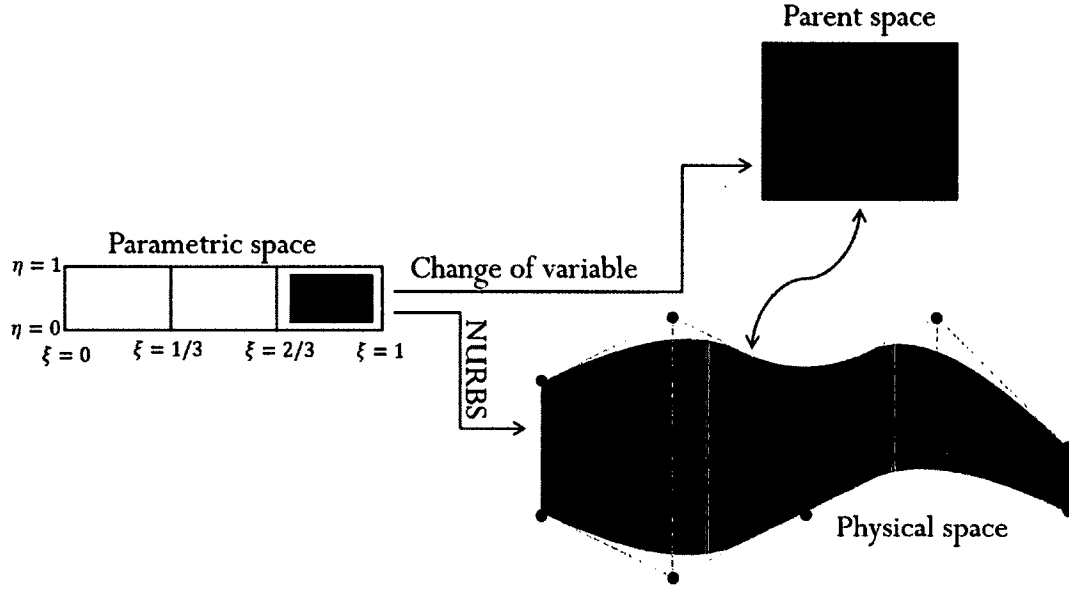 Parent space
Parametric space
η = 1
η = 0
ξ = 0
ξ = 1/3
ξ = 2/3
ξ = 1
Change of variable
NURBS
Physical space